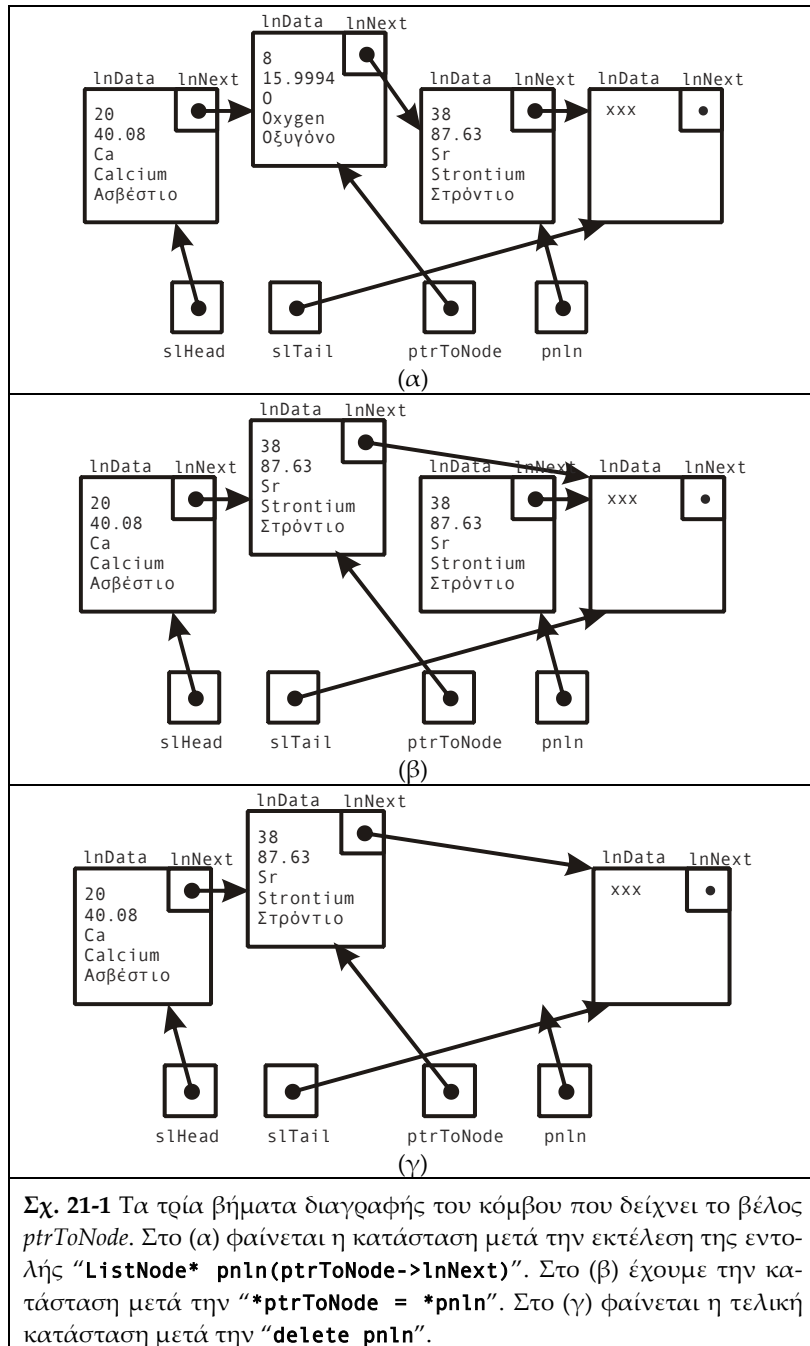 lnData lnNext
8
15.9994
O
Oxygen
Οξυγόνο
lnData lnNext
20
40.08
Ca
Calcium
Ασβέστιο
lnData lnNext
38
87.63
Sr
Strontium
Στρόντιο
lnData lnNext
xxx
slHead slTail ptrToNode pnln
(α)
lnData lnNext
38
87.63
Sr
Strontium
Στρόντιο
lnData lnNext
20
40.08
Ca
Calcium
Ασβέστιο
lnData lnNext
38
87.63
Sr
Strontium
Στρόντιο
lnData lnNext
xxx
slHead slTail ptrToNode pnln
(β)
lnData lnNext
38
87.63
Sr
Strontium
Στρόντιο
lnData lnNext
20
40.08
Ca
Calcium
Ασβέστιο
lnData lnNext
xxx
slHead slTail ptrToNode pnln
(γ)
Σχ. 21-1 Τα τρία βήματα διαγραφής του κόμβου που δείχνει το βέλος
ptrToNode. Στο (α) φαίνεται η κατάσταση μετά την εκτέλεση της εντο-
λής “ListNode* pnln(ptrToNode->lnNext)”. Στο (β) έχουμε την κα-
τάσταση μετά την “*ptrToNode = *pnln”. Στο (γ) φαίνεται η τελική
κατάσταση μετά την “delete pnln”.